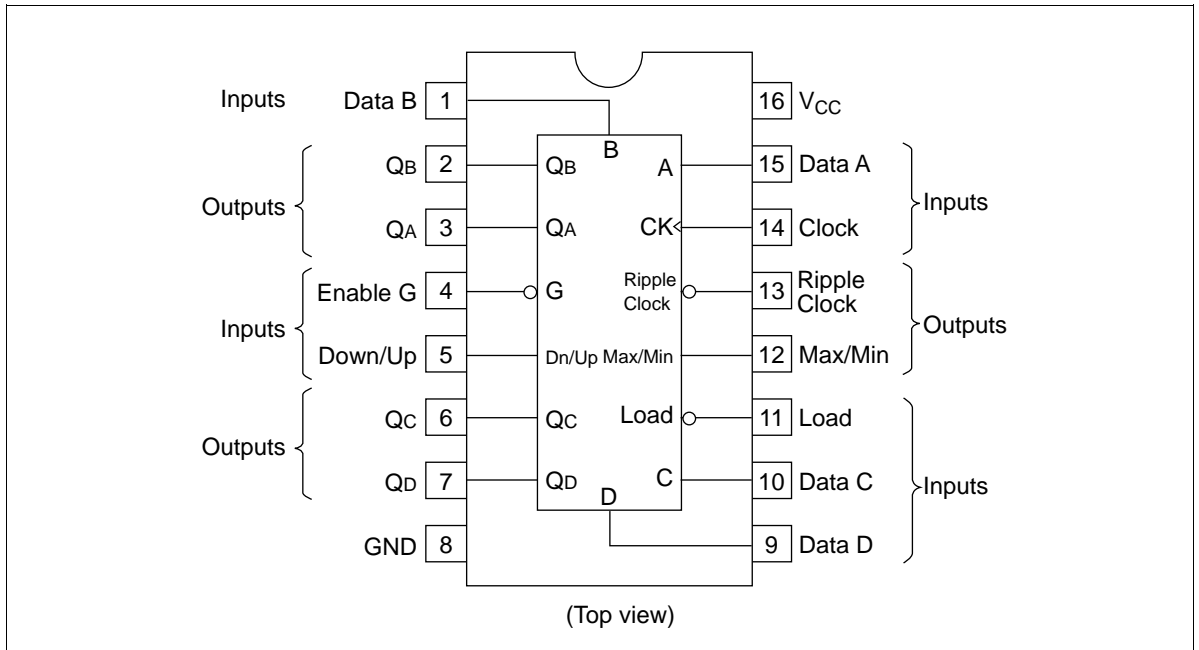 Inputs Data B 1 16 VCC
B
Outputs QB 2 QB A 15 Data A Inputs
QA 3 QA CK 14 Clock
Inputs Enable G 4 G Ripple Clock 13 Ripple Clock Outputs
Down/Up 5 Dn/Up Max/Min 12 Max/Min
Outputs QC 6 QC Load 11 Load Inputs
QD 7 QD C 10 Data C
D
GND 8 9 Data D
(Top view)